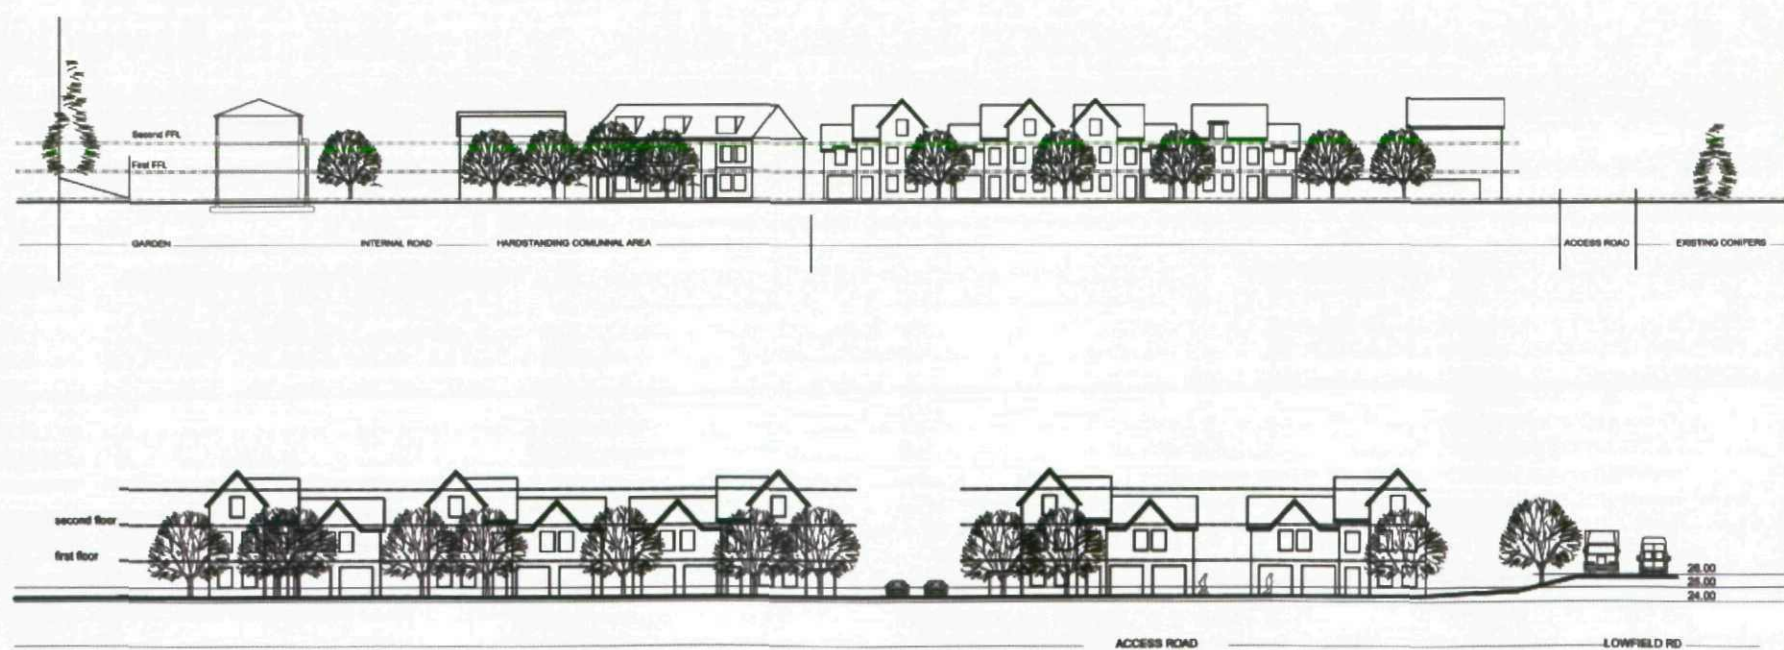 Second FFL
First FFL
GARDEN INTERNAL ROAD HARDSTANDING COMUNNAL AREA ACCESS ROAD EXISTING CONIFERS
second floor
first floor
26.00
25.00
24.00
ACCESS ROAD LOWFIELD RD